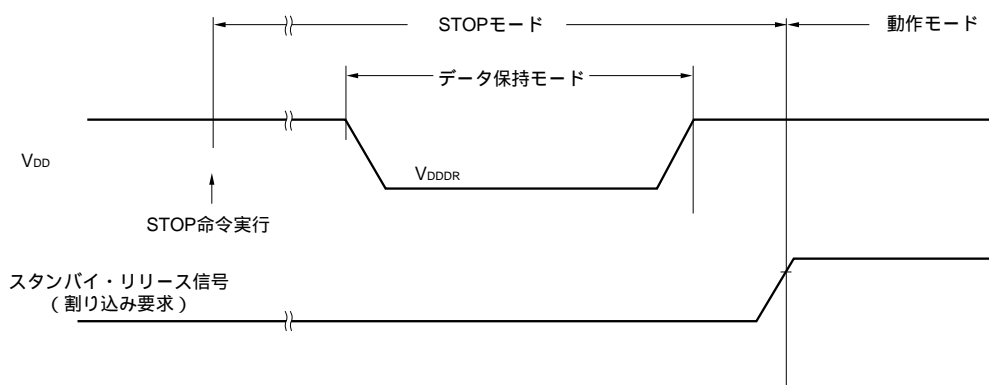 STOPモード
動作モード
データ保持モード
VDD
VDDDR
STOP命令実行
スタンバイ・リリース信号
(割り込み要求)